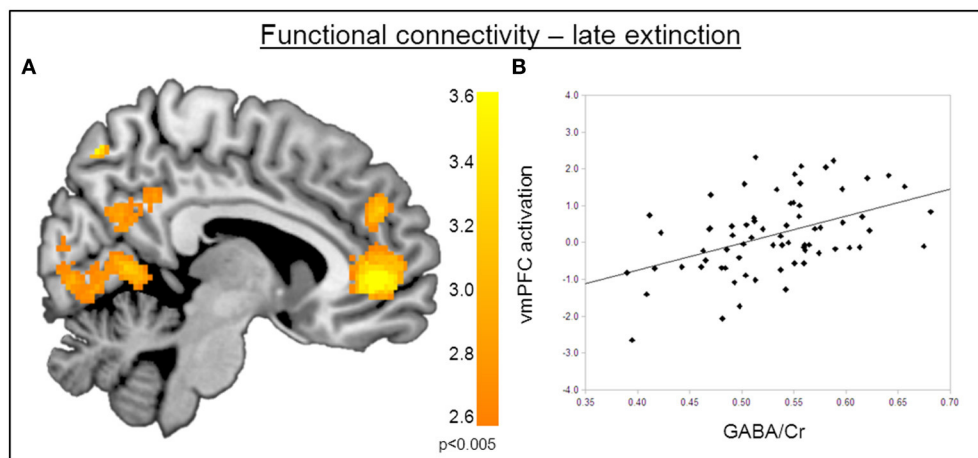 Functional connectivity – late extinction
A
3.6
3.4
3.2
3.0
2.8
2.6
p<0.005
B
vmPFC activation
4.0
3.0
2.0
1.0
0.0
-1.0
-2.0
-3.0
-4.0
0.35 0.40 0.45 0.50 0.55 0.60 0.65 0.70
GABA/Cr